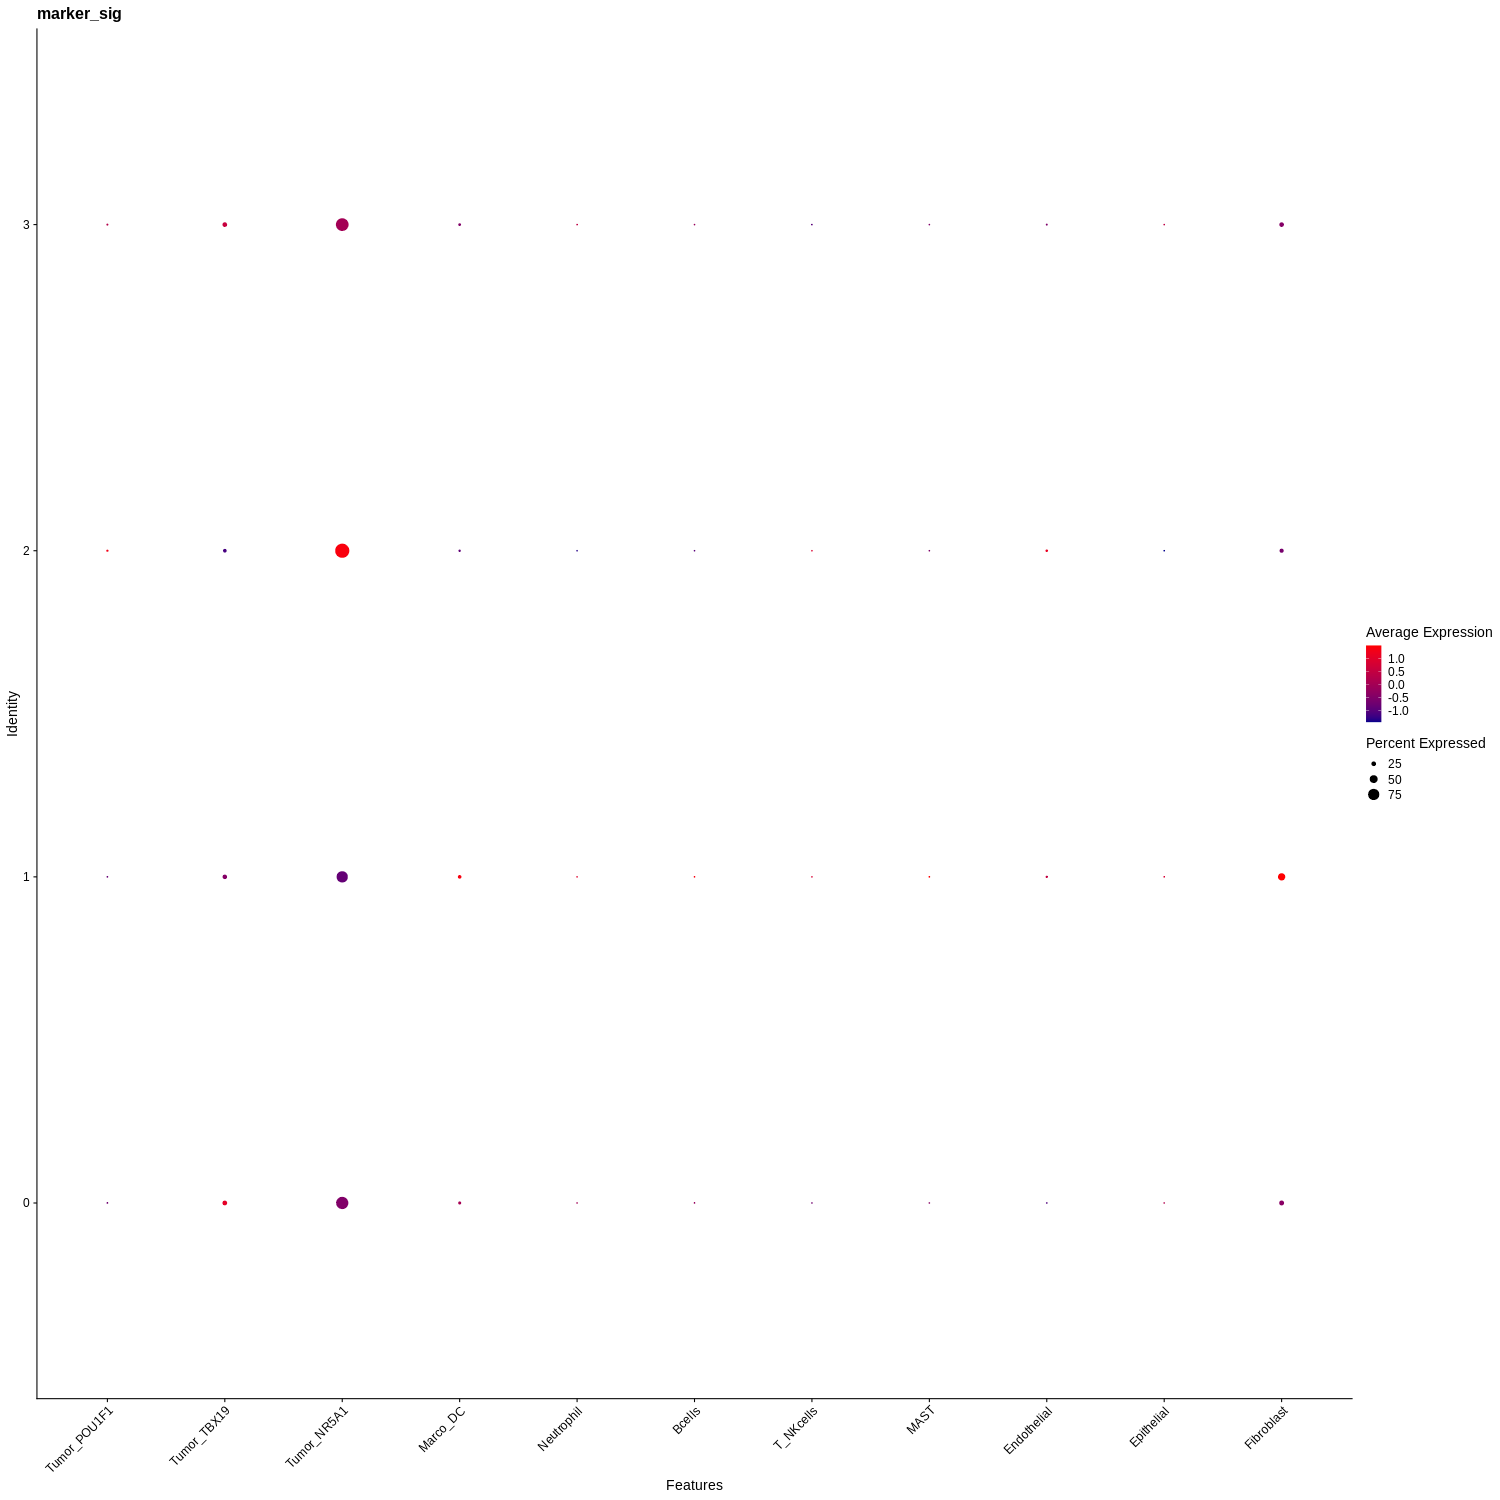 marker_sig
3
2
1
0
Identity
Tumor_POU1F1
Tumor_TBX19
Tumor_NR5A1
Marco_DC
Neutrophil
Bcells
T_NKcells
MAST
Endothelial
Epithelial
Fibroblast
Features
Average Expression
1.0
0.5
0.0
-0.5
-1.0
Percent Expressed
25
50
75